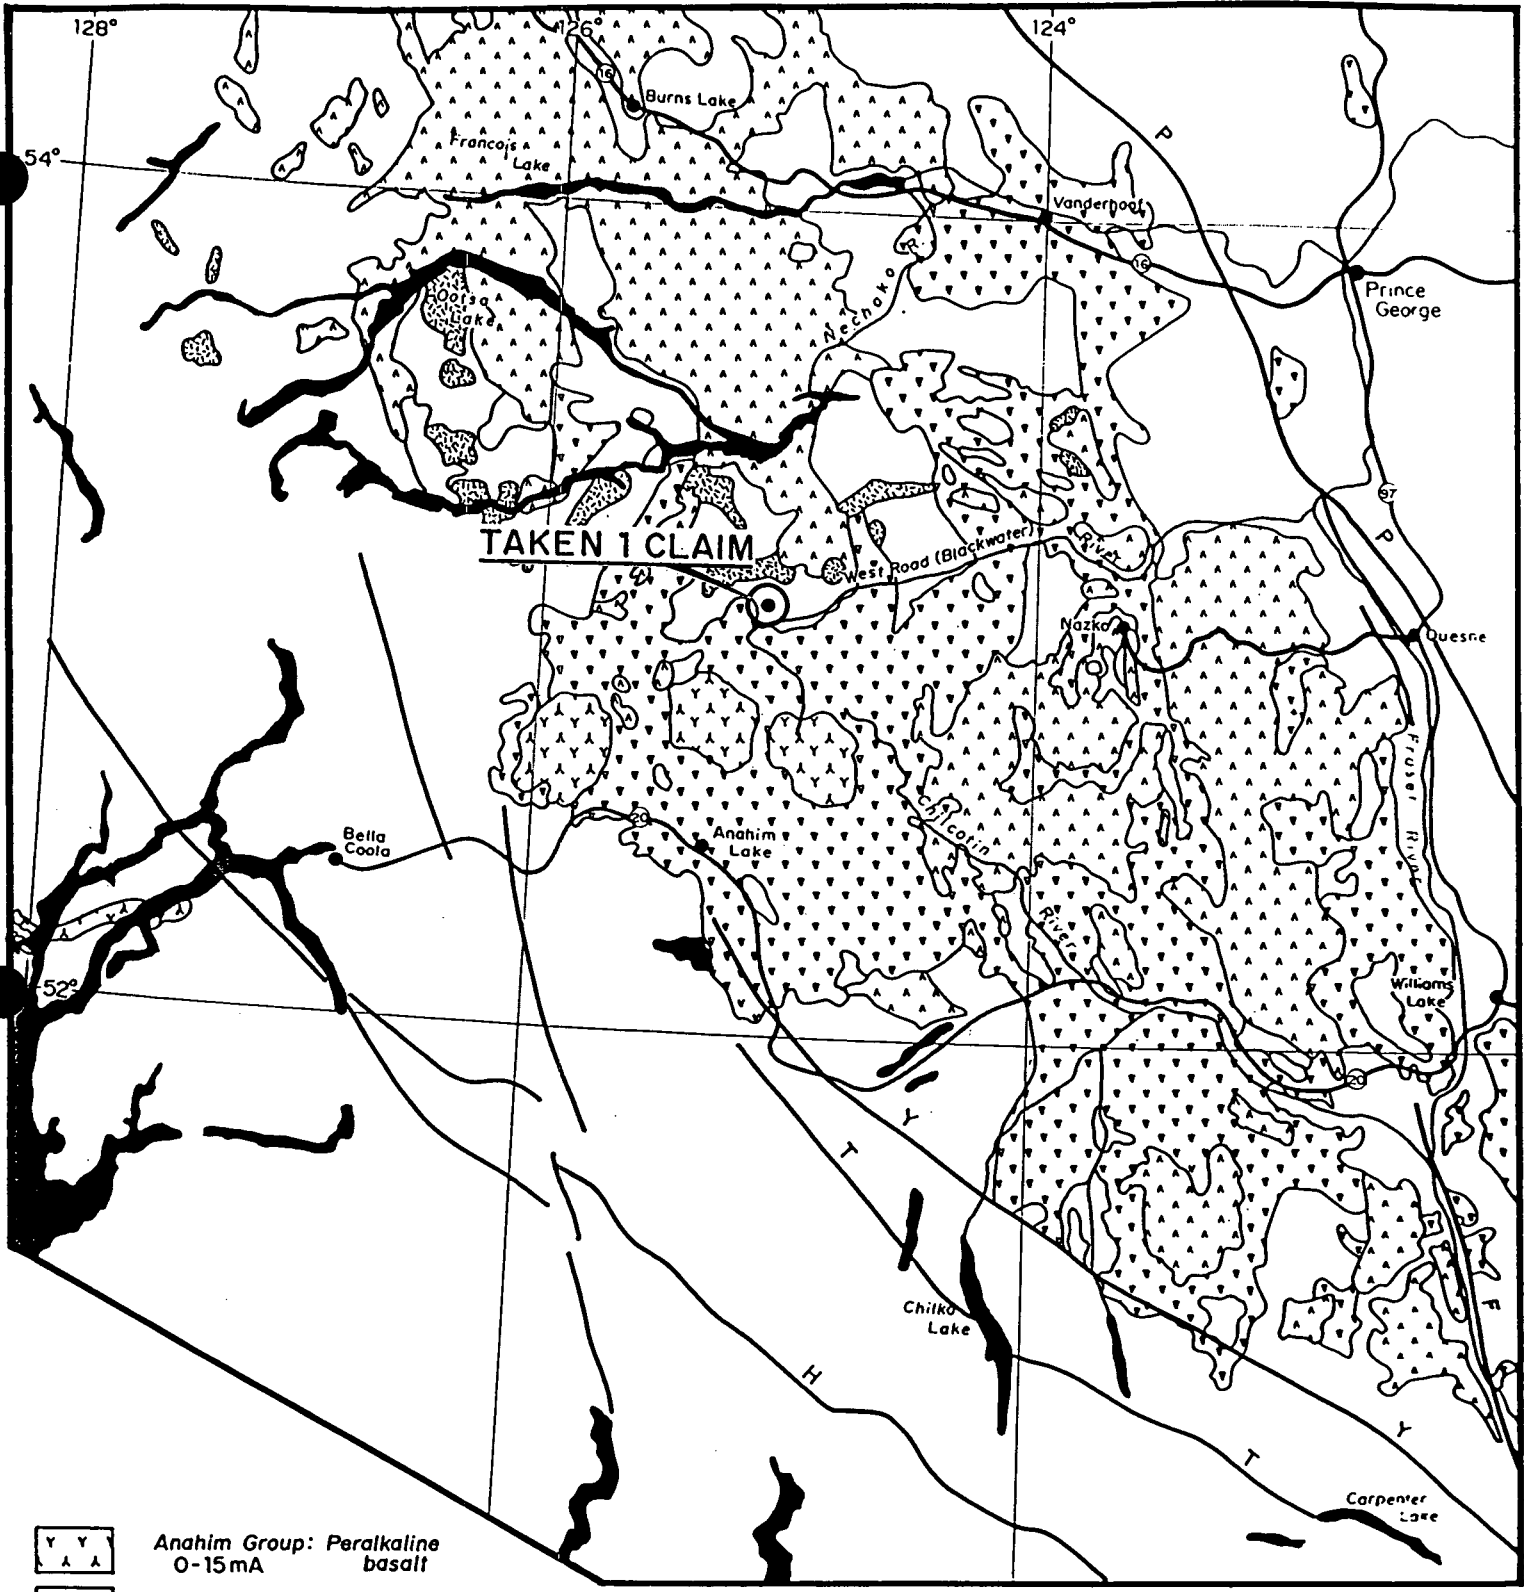 128°
126°
124°
16
Burns Lake
P
Francois
Lake
54°
Vanderhoof
Nechako R.
16
Prince
George
Ootsa
Lake
97
P
TAKEN 1 CLAIM
West Road (Blackwater)
River
Nazko
Fraser River
Chilcotin
20
Anahim
Lake
Bella
Coola
River
52°
Williams
Lake
20
Y
T
F
Chilko
Lake
H
Y
T
Carpenter
Lake
Anahim Group: Peralkaline
0-15mA basalt